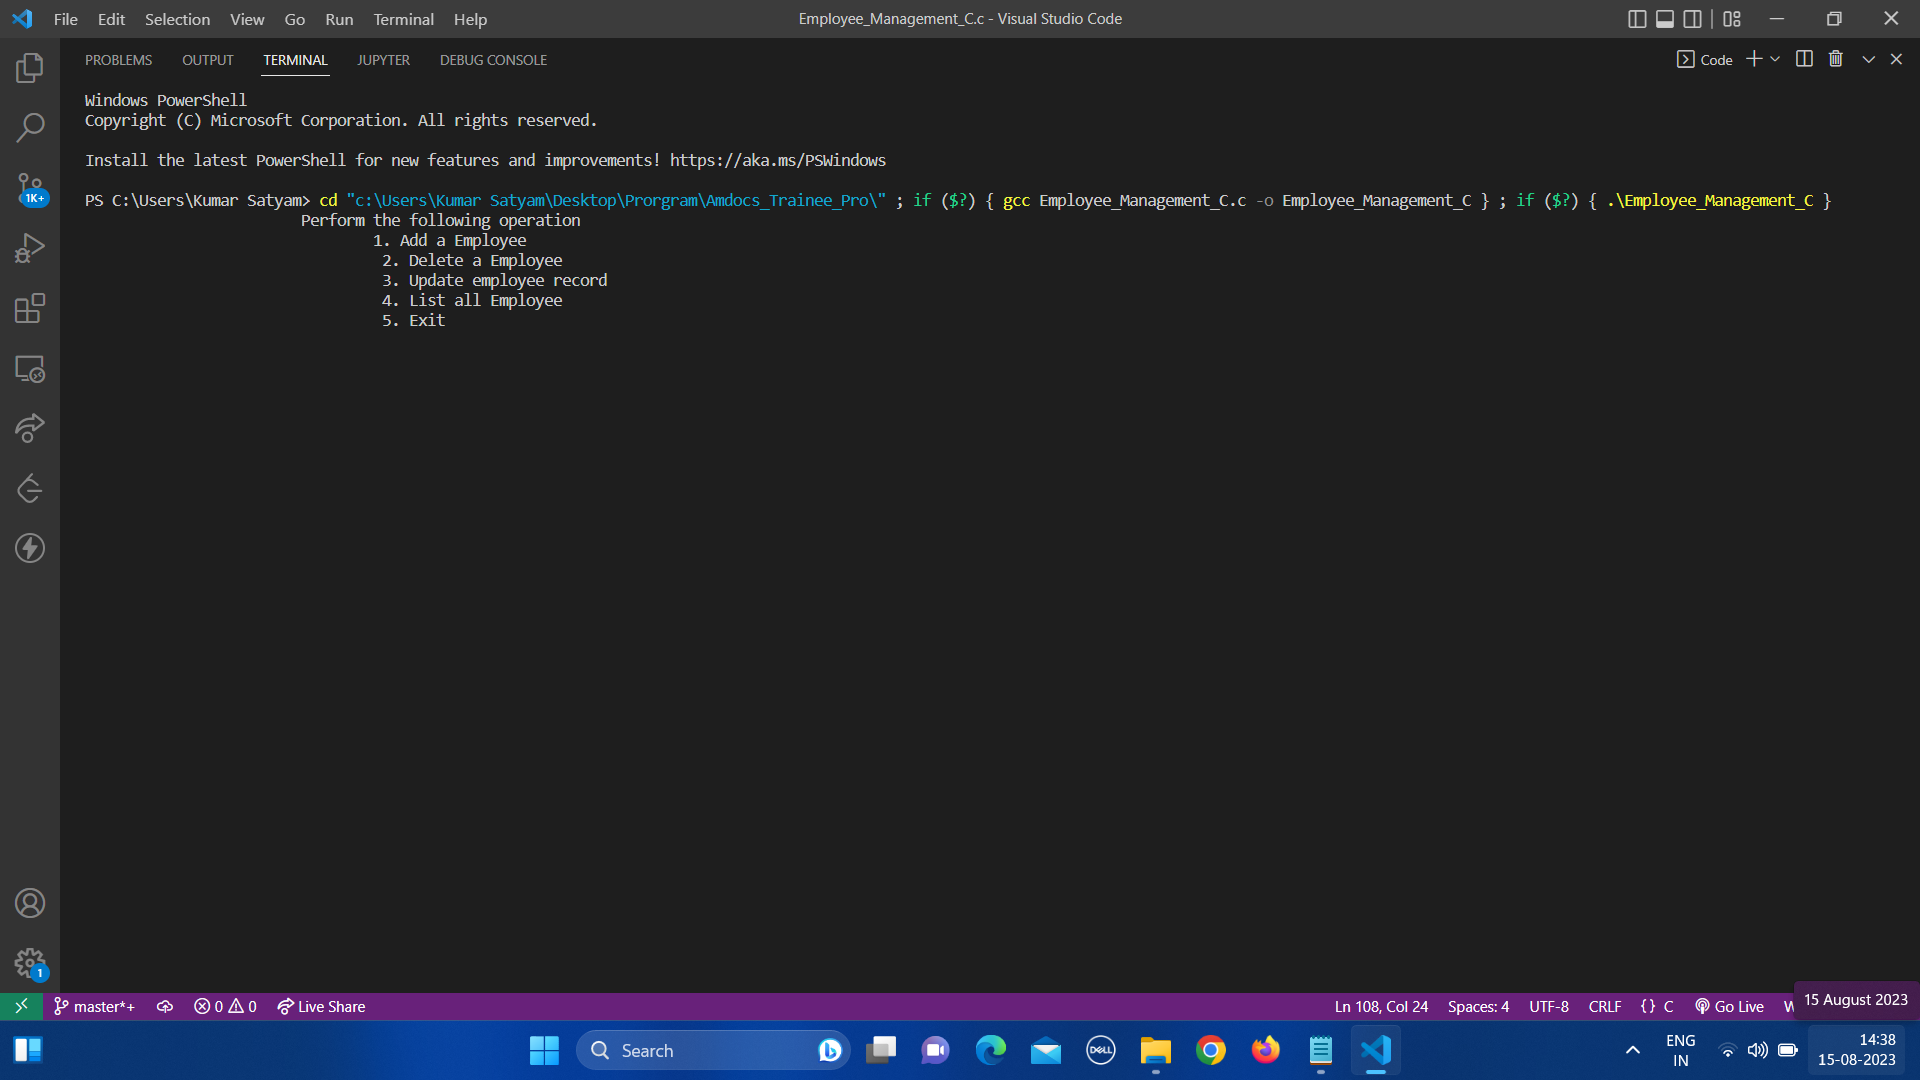 File Edit Selection View Go Run Terminal Help
Employee_Management_C.c - Visual Studio Code
PROBLEMS OUTPUT TERMINAL JUPYTER DEBUG CONSOLE
Code
Windows PowerShell
Copyright (C) Microsoft Corporation. All rights reserved.
Install the latest PowerShell for new features and improvements! https://aka.ms/PSWindows
PS C:\Users\Kumar Satyam> cd "c:\Users\Kumar Satyam\Desktop\Prorgram\Amdocs_Trainee_Pro\" ; if ($?) { gcc Employee_Management_C.c -o Employee_Management_C } ; if ($?) { .\Employee_Management_C }
Perform the following operation
1. Add a Employee
2. Delete a Employee
3. Update employee record
4. List all Employee
5. Exit
1K+
1
master*+ 0 0 Live Share
Ln 108, Col 24 Spaces: 4 UTF-8 CRLF {} C Go Live W
15 August 2023
Search
DELL
ENG
IN
14:38
15-08-2023